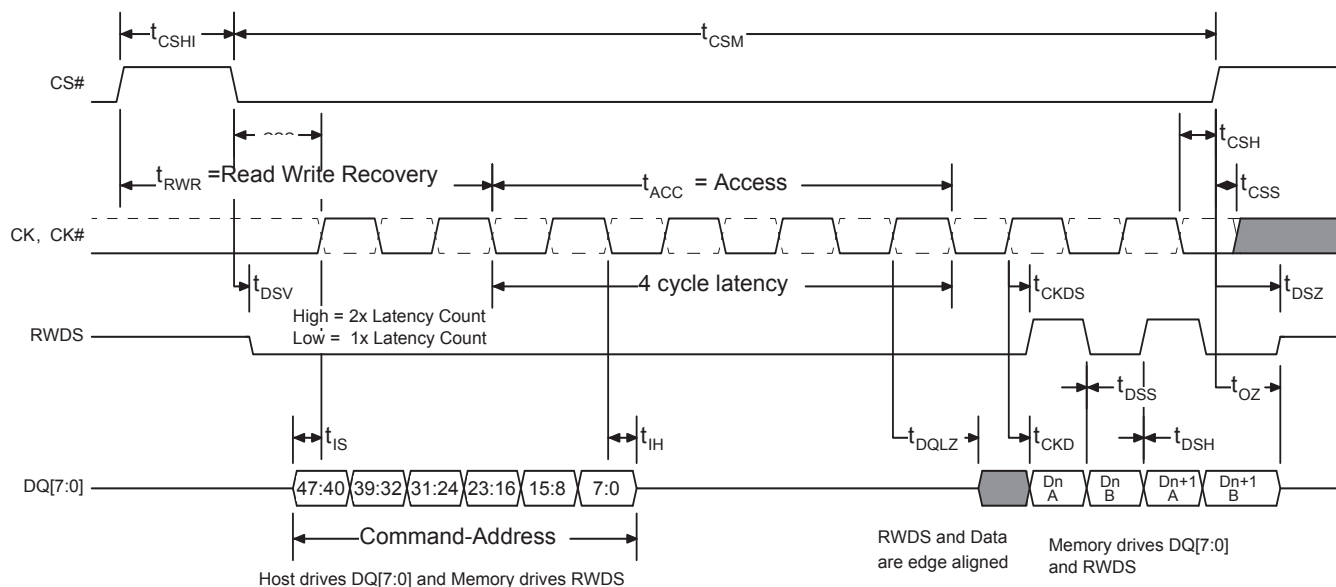 tCSHI
tCSM
CS#
tCSH
tRWR =Read Write Recovery
tACC = Access
tCSS
CK, CK#
tDSV
4 cycle latency
tCKDS
tDSZ
High = 2x Latency Count
Low = 1x Latency Count
RWDS
tDSS
tOZ
tIS
tIH
tDQLZ
tCKD
tDSH
DQ[7:0]
47:40 39:32 31:24 23:16 15:8 7:0
Dn A
Dn B
Dn+1 A
Dn+1 B
Command-Address
RWDS and Data
are edge aligned
Memory drives DQ[7:0]
and RWDS
Host drives DQ[7:0] and Memory drives RWDS